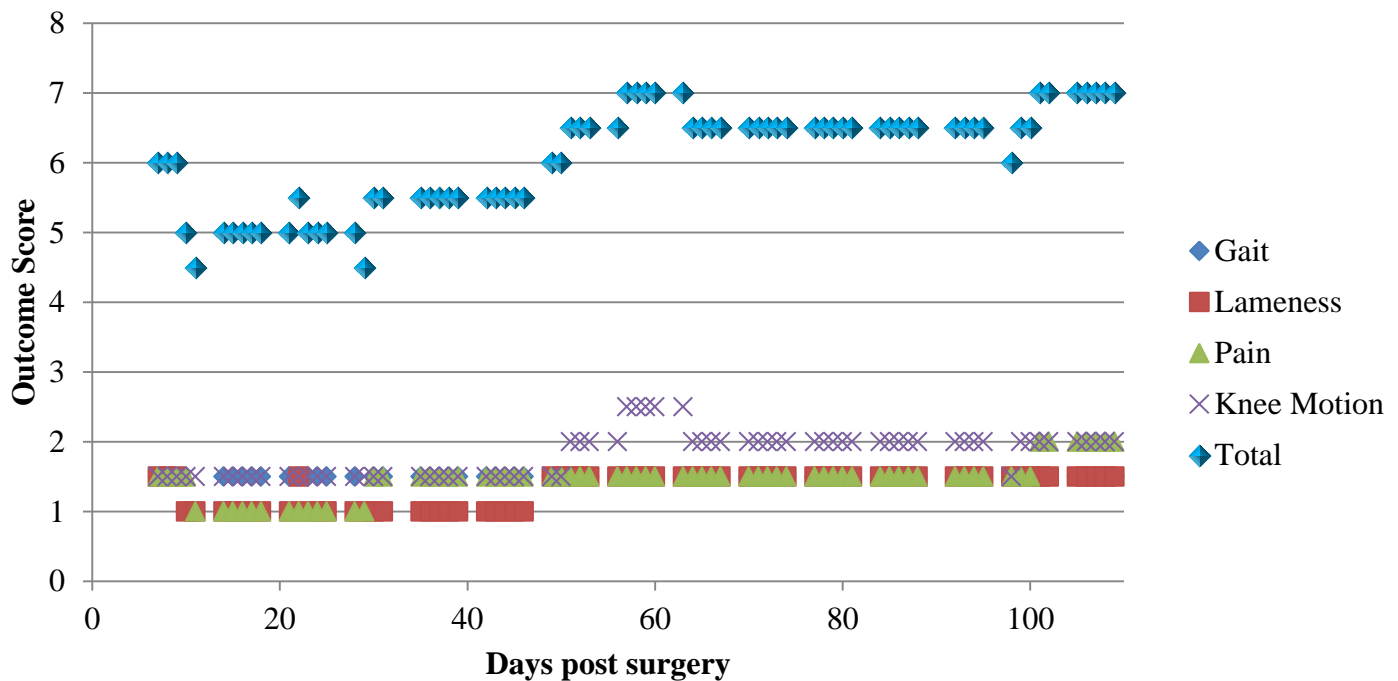 8
7
6
5
4
3
2
1
0
0 20 40 60 80 100
Outcome Score
Days post surgery
Gait
Lameness
Pain
Knee Motion
Total